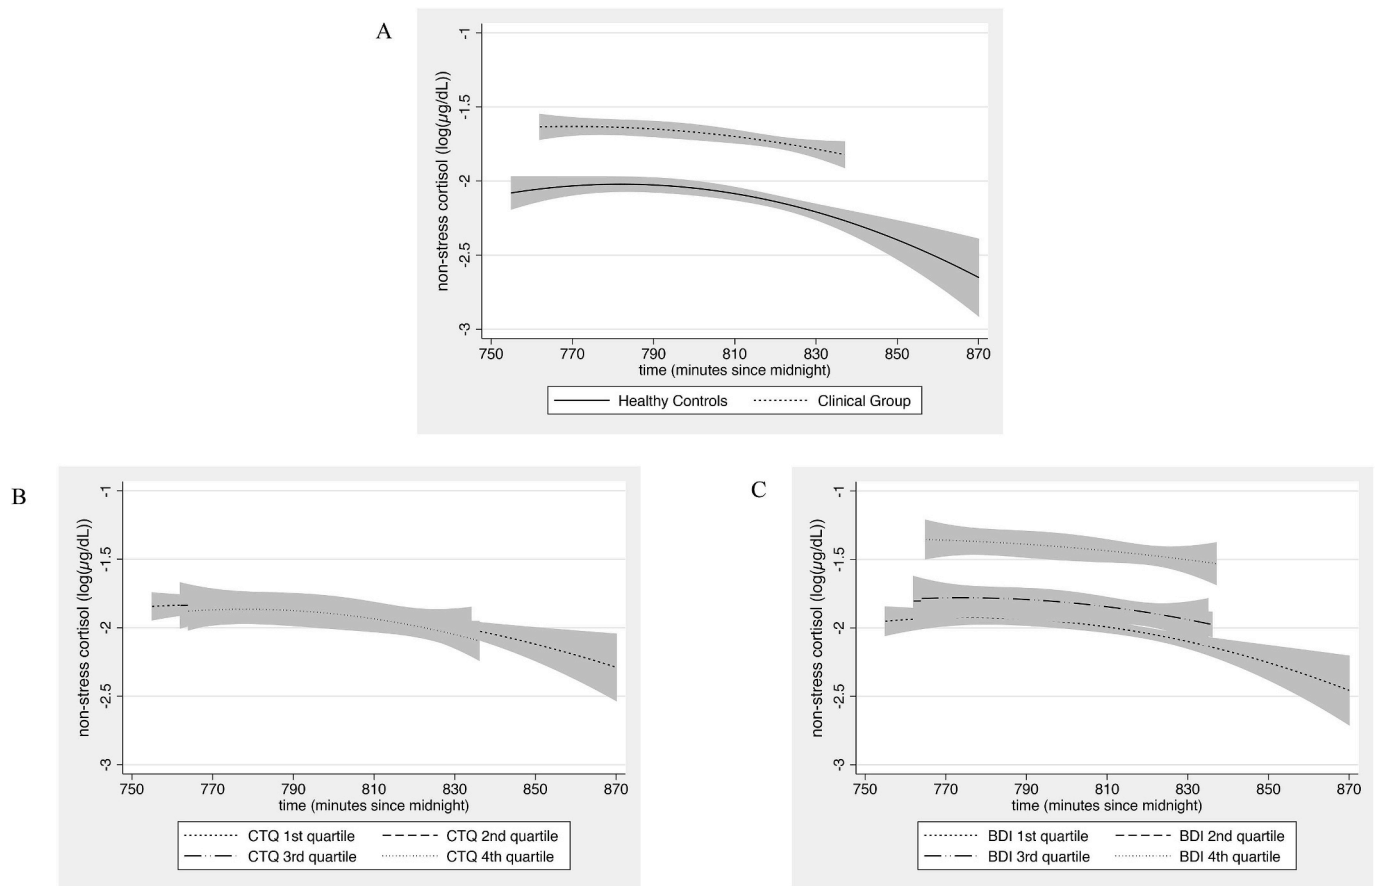 A
non-stress cortisol (log(µg/dL))
-1
-1.5
-2
-2.5
-3
750 770 790 810 830 850 870
time (minutes since midnight)
Healthy Controls Clinical Group
B
non-stress cortisol (log(µg/dL))
-1
-1.5
-2
-2.5
-3
750 770 790 810 830 850 870
time (minutes since midnight)
CTQ 1st quartile CTQ 2nd quartile
CTQ 3rd quartile CTQ 4th quartile
C
non-stress cortisol (log(µg/dL))
-1
-1.5
-2
-2.5
-3
750 770 790 810 830 850 870
time (minutes since midnight)
BDI 1st quartile BDI 2nd quartile
BDI 3rd quartile BDI 4th quartile